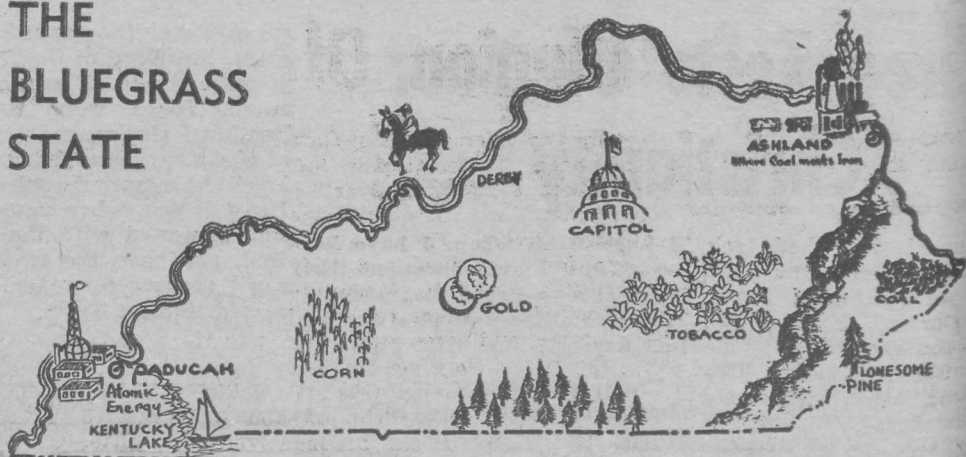 THE
BLUEGRASS
STATE
DERBY
ASHLAND
Where Coal meets Iron
CAPITOL
COAL
GOLD
TOBACCO
LONESOME
PINE
CORN
PADUCAH
Atomic
Energy
KENTUCKY
LAKE